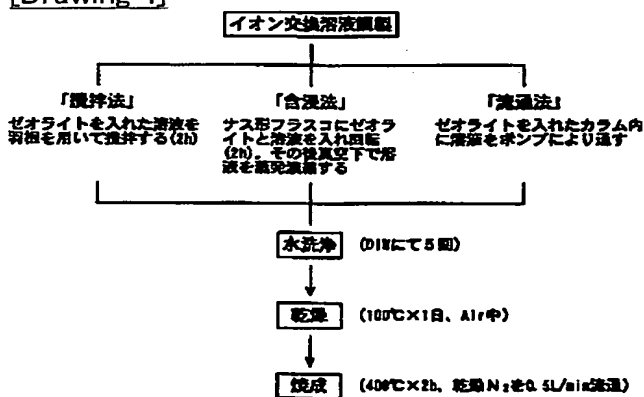 [Drawing 4]
イオン交換溶液調製
「攪拌法」
ゼオライトを入れた溶液を
羽根を用いて攪拌する(2h)
「含浸法」
ナス形フラスコにゼオラ
イトと溶液を入れ回転
(2h)。その後真空下で溶
液を蒸発濃縮する
「流通法」
ゼオライトを入れたカラム内
に溶液をポンプにより通す
水洗浄 (DIWにて5回)
乾燥 (100℃×1日、Air中)
焼成 (400℃×2h、乾燥N₂を0.5L/min流通)